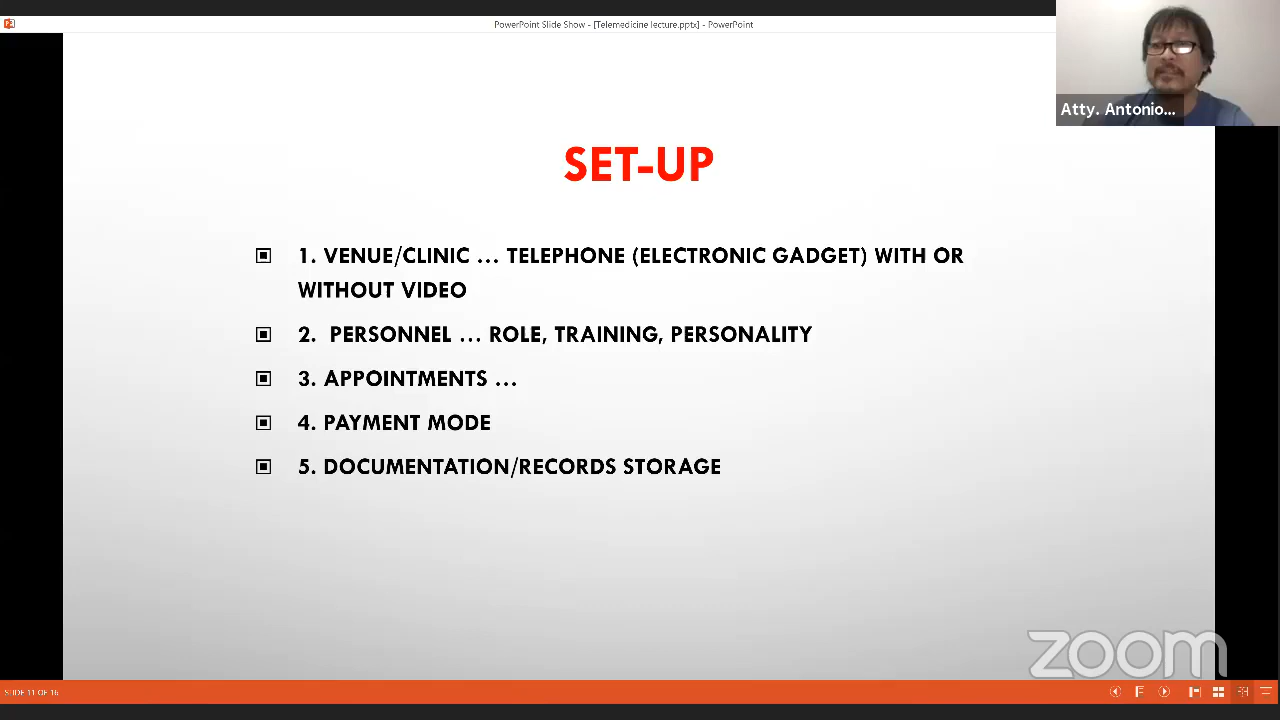 PowerPoint Slide Show - [Telemedicine lecture.pptx] - PowerPoint
Atty. Antonio...
SET-UP
1. VENUE/CLINIC ... TELEPHONE (ELECTRONIC GADGET) WITH OR
WITHOUT VIDEO
2. PERSONNEL ... ROLE, TRAINING, PERSONALITY
3. APPOINTMENTS ...
4. PAYMENT MODE
5. DOCUMENTATION/RECORDS STORAGE
zoom
SLIDE 11 OF 16